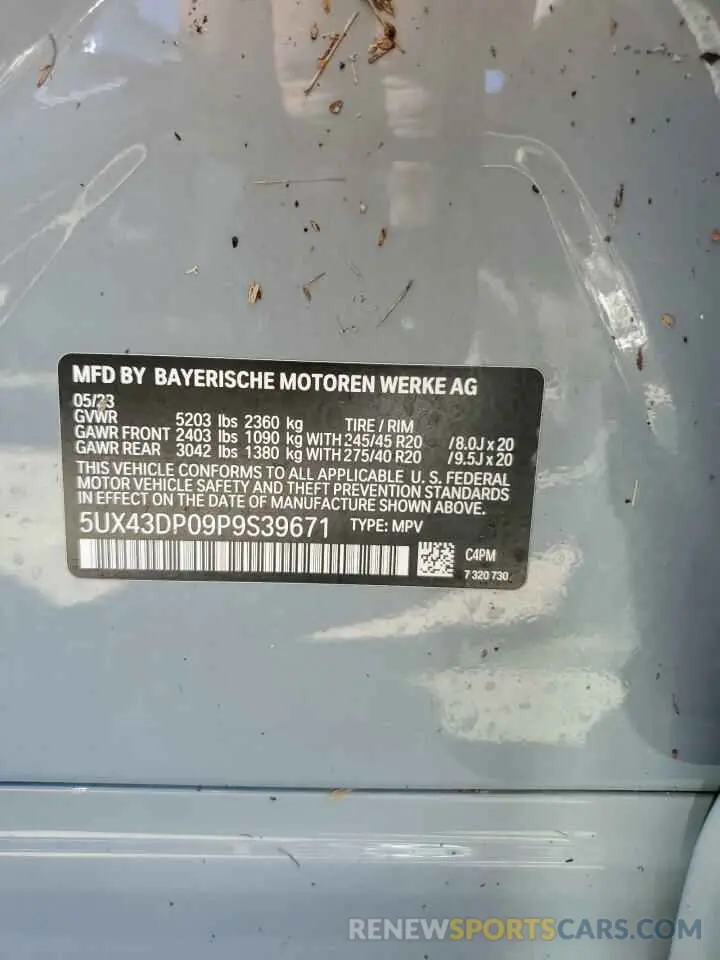 MFD BY BAYERISCHE MOTOREN WERKE AG
05/23
GVWR 5203 lbs 2360 kg TIRE / RIM
GAWR FRONT 2403 lbs 1090 kg WITH 245/45 R20 /8.0J x 20
GAWR REAR 3042 lbs 1380 kg WITH 275/40 R20 /9.5J x 20
THIS VEHICLE CONFORMS TO ALL APPLICABLE U. S. FEDERAL
MOTOR VEHICLE SAFETY AND THEFT PREVENTION STANDARDS
IN EFFECT ON THE DATE OF MANUFACTURE SHOWN ABOVE.
5UX43DP09P9S39671 TYPE: MPV
C4PM
7 320 730
RENEWSPORTSCARS.COM